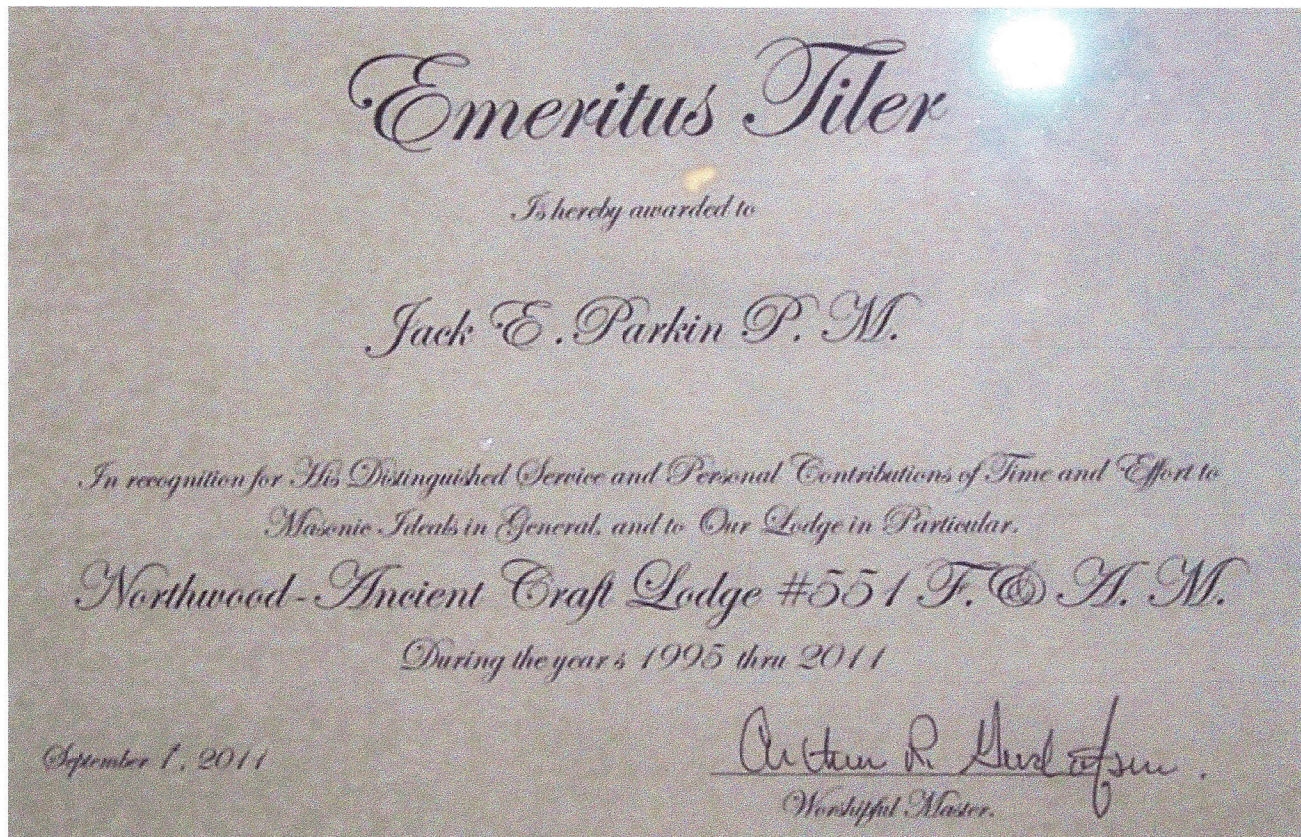 Emeritus Tiler
Is hereby awarded to
Jack E. Parkin P. M.
In recognition for His Distinguished Service and Personal Contributions of Time and Effort to
Masonic Ideals in General, and to Our Lodge in Particular.
Northwood-Ancient Craft Lodge #551 F. & A. M.
During the year s 1995 thru 2011
September 1, 2011
Arthur R. Gustafson.
Worshipful Master.